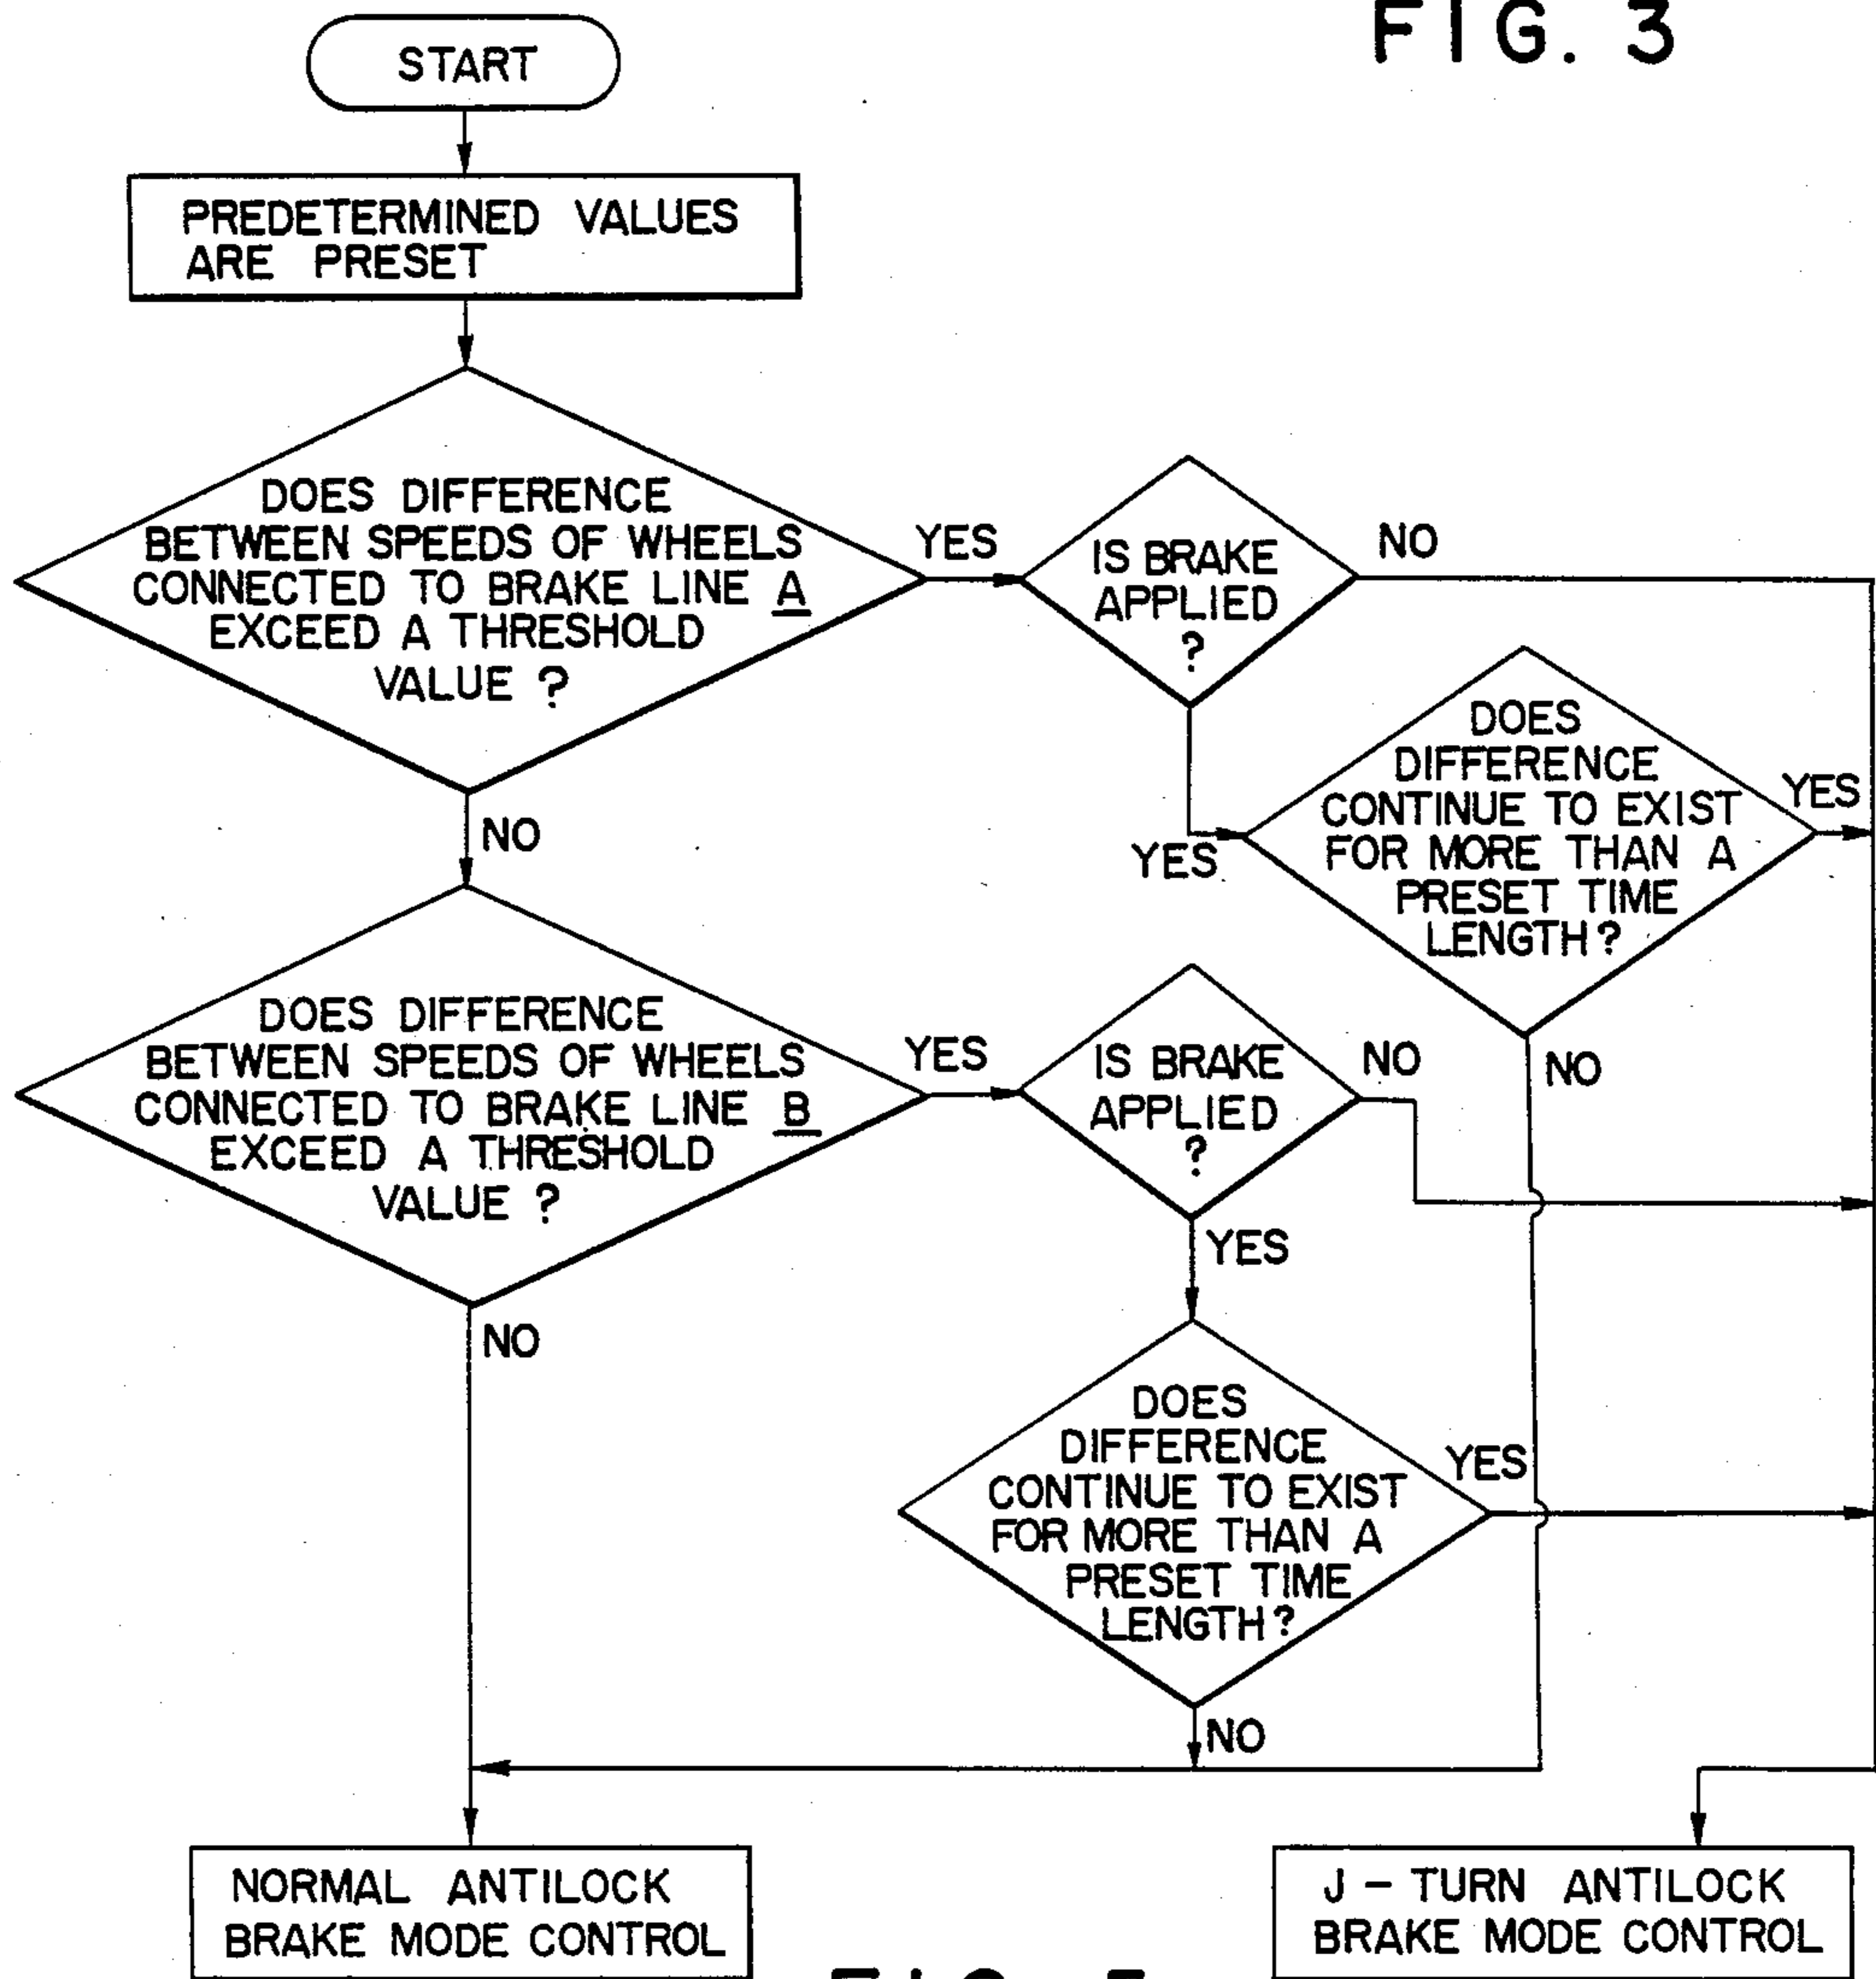 FIG. 3
START
PREDETERMINED VALUES
ARE PRESET
DOES DIFFERENCE
BETWEEN SPEEDS OF WHEELS
CONNECTED TO BRAKE LINE A
EXCEED A THRESHOLD
VALUE ?
YES
IS BRAKE
APPLIED
?
NO
YES
DOES
DIFFERENCE
CONTINUE TO EXIST
FOR MORE THAN A
PRESET TIME
LENGTH?
YES
NO
NO
DOES DIFFERENCE
BETWEEN SPEEDS OF WHEELS
CONNECTED TO BRAKE LINE B
EXCEED A THRESHOLD
VALUE ?
YES
IS BRAKE
APPLIED
?
NO
YES
NO
DOES
DIFFERENCE
CONTINUE TO EXIST
FOR MORE THAN A
PRESET TIME
LENGTH?
YES
NO
NORMAL ANTILOCK
BRAKE MODE CONTROL
J - TURN ANTILOCK
BRAKE MODE CONTROL